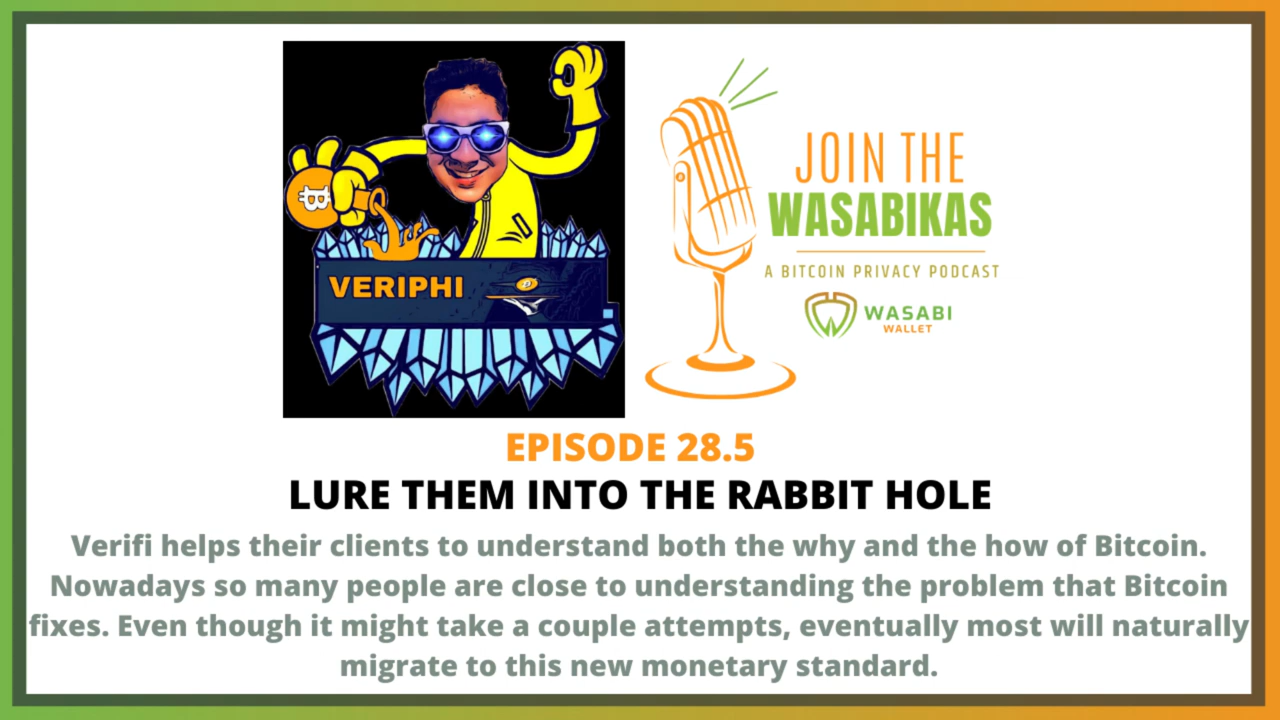 VERIPHI
JOIN THE
WASABIKAS
A BITCOIN PRIVACY PODCAST
WASABI
WALLET
EPISODE 28.5
LURE THEM INTO THE RABBIT HOLE
Verifi helps their clients to understand both the why and the how of Bitcoin.
Nowadays so many people are close to understanding the problem that Bitcoin
fixes. Even though it might take a couple attempts, eventually most will naturally
migrate to this new monetary standard.